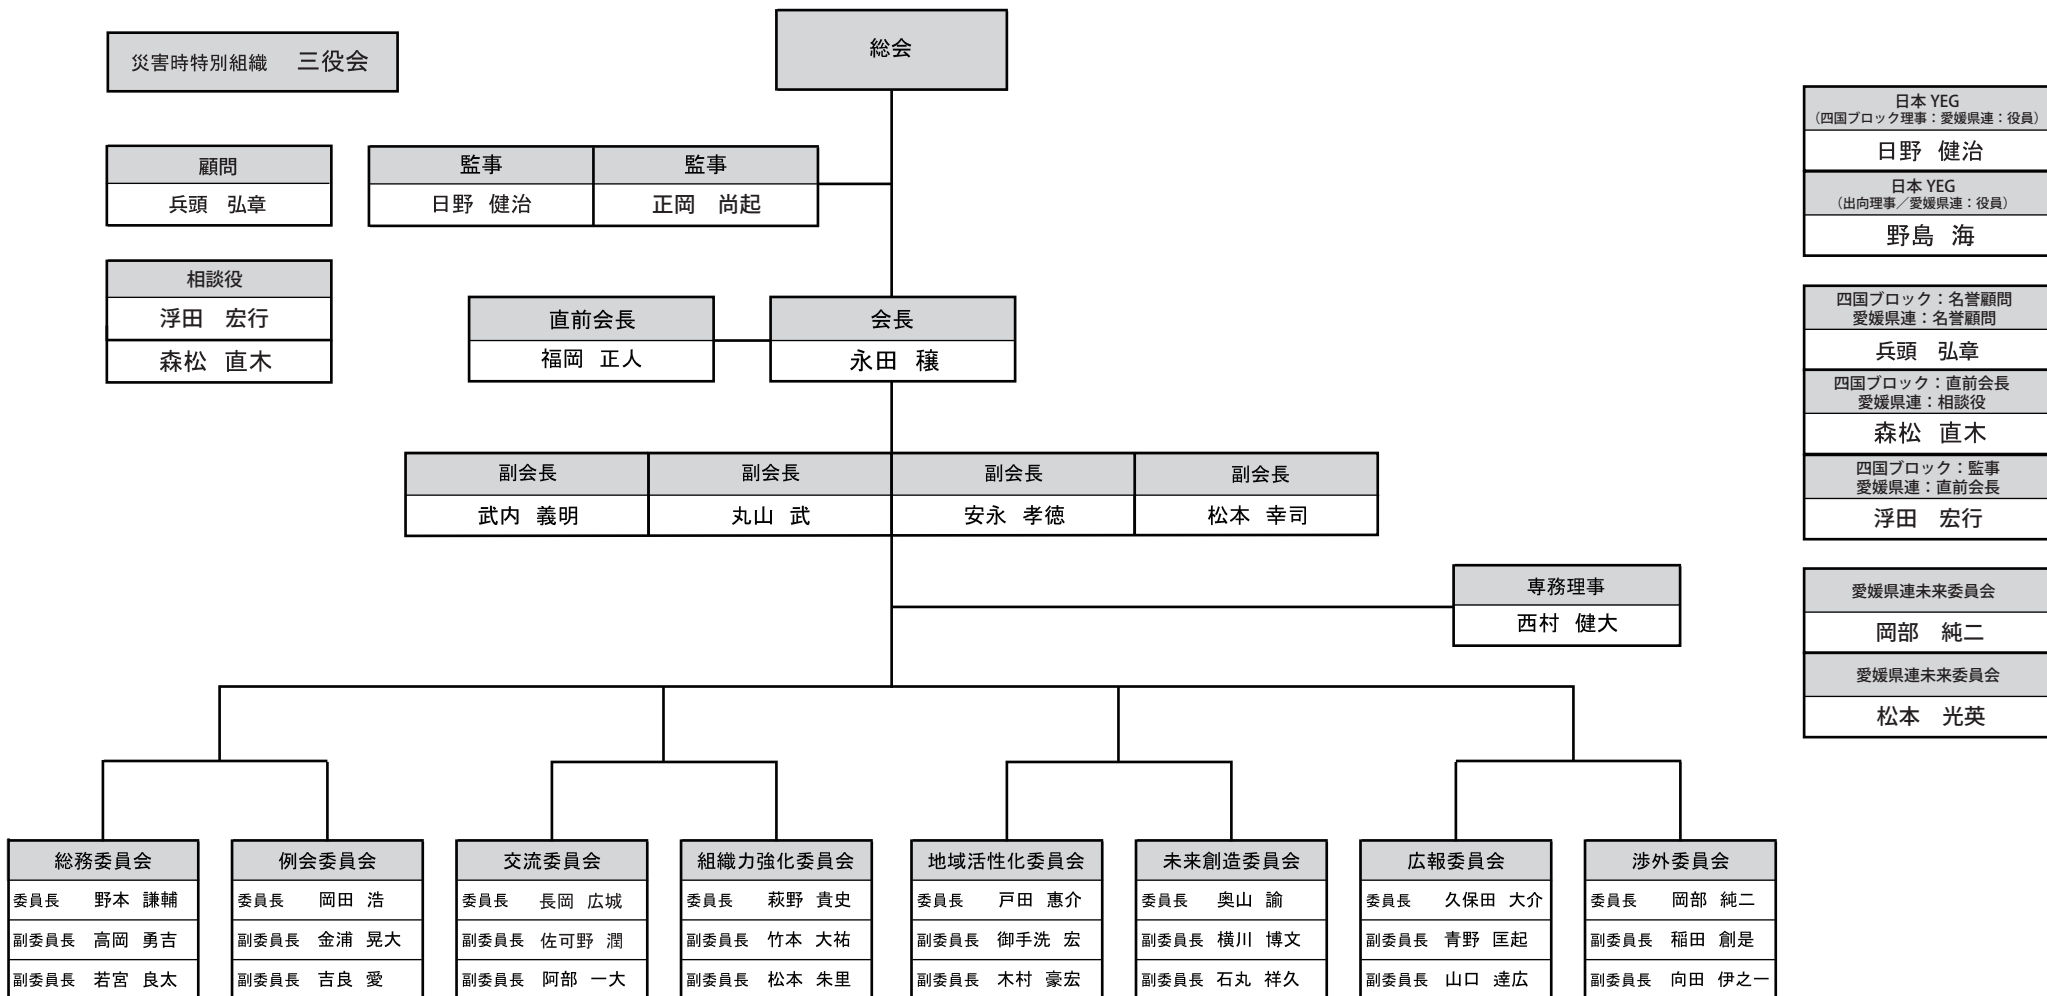 災害時特別組織　三役会
総会
顧問
兵頭　弘章
監事
日野 健治
監事
正岡　尚起
相談役
浮田　宏行
森松 直木
直前会長
福岡 正人
会長
永田 穣
副会長
武内 義明
副会長
丸山 武
副会長
安永 孝徳
副会長
松本 幸司
専務理事
西村 健大
総務委員会
委員長　野本 謙輔
副委員長　高岡 勇吉
副委員長　若宮 良太
例会委員会
委員長　岡田 浩
副委員長　金浦 晃大
副委員長　吉良 愛
交流委員会
委員長　長岡 広城
副委員長　佐可野 潤
副委員長　阿部 一大
組織力強化委員会
委員長　萩野 貴史
副委員長　竹本 大祐
副委員長　松本 朱里
地域活性化委員会
委員長　戸田 惠介
副委員長　御手洗 宏
副委員長　木村 豪宏
未来創造委員会
委員長　奥山 諭
副委員長　横川 博文
副委員長　石丸 祥久
広報委員会
委員長　久保田 大介
副委員長　青野 匡起
副委員長　山口 達広
渉外委員会
委員長　岡部 純二
副委員長　稲田 創是
副委員長　向田 伊之一
日本 YEG
（四国ブロック理事：愛媛県連：役員）
日野 健治
日本 YEG
（出向理事／愛媛県連：役員）
野島 海
四国ブロック：名誉顧問
愛媛県連：名誉顧問
兵頭　弘章
四国ブロック：直前会長
愛媛県連：相談役
森松 直木
四国ブロック：監事
愛媛県連：直前会長
浮田　宏行
愛媛県連未来委員会
岡部　純二
愛媛県連未来委員会
松本　光英